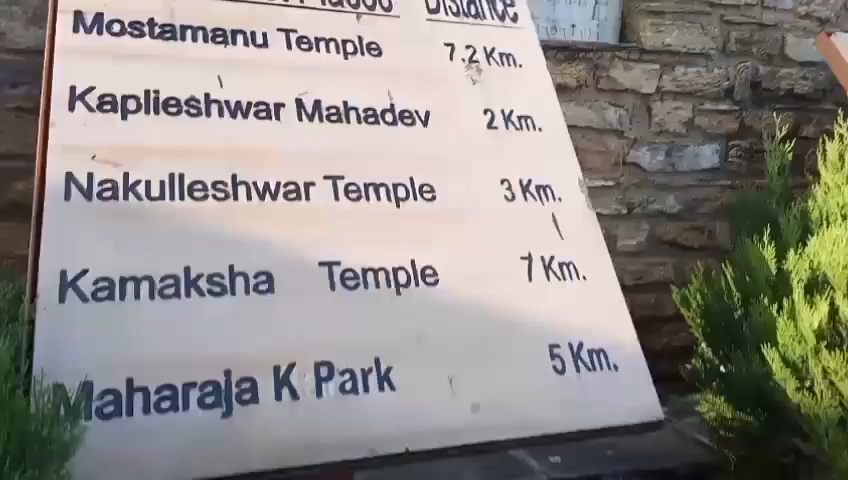 Distance
Mostamanu Temple 7.2 Km.
Kaplieshwar Mahadev 2 Km.
Nakulleshwar Temple 3 Km.
Kamaksha Temple 7 Km.
Maharaja K Park 5 Km.